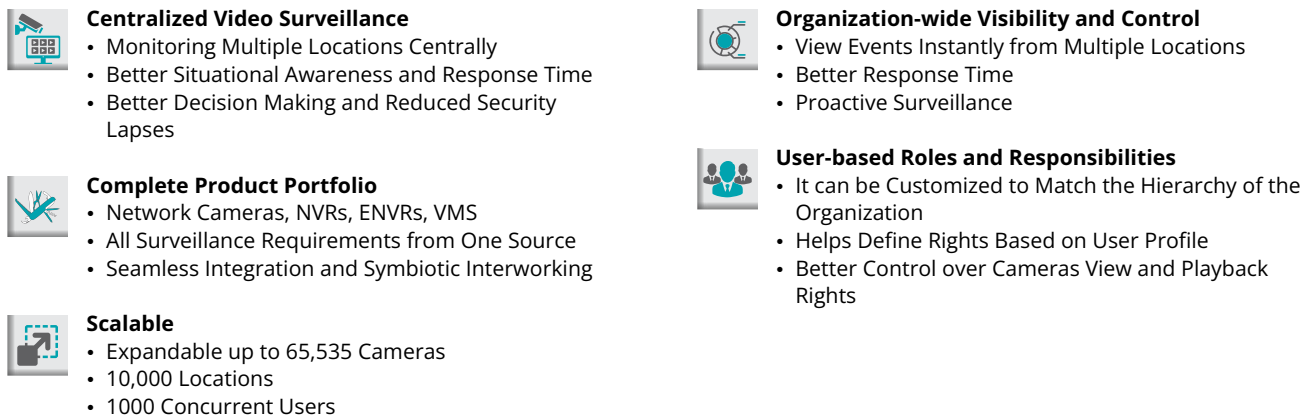 Centralized Video Surveillance
• Monitoring Multiple Locations Centrally
• Better Situational Awareness and Response Time
• Better Decision Making and Reduced Security
Lapses
Complete Product Portfolio
• Network Cameras, NVRs, ENVRs, VMS
• All Surveillance Requirements from One Source
• Seamless Integration and Symbiotic Interworking
Scalable
• Expandable up to 65,535 Cameras
• 10,000 Locations
• 1000 Concurrent Users
Organization-wide Visibility and Control
• View Events Instantly from Multiple Locations
• Better Response Time
• Proactive Surveillance
User-based Roles and Responsibilities
• It can be Customized to Match the Hierarchy of the
Organization
• Helps Define Rights Based on User Profile
• Better Control over Cameras View and Playback
Rights